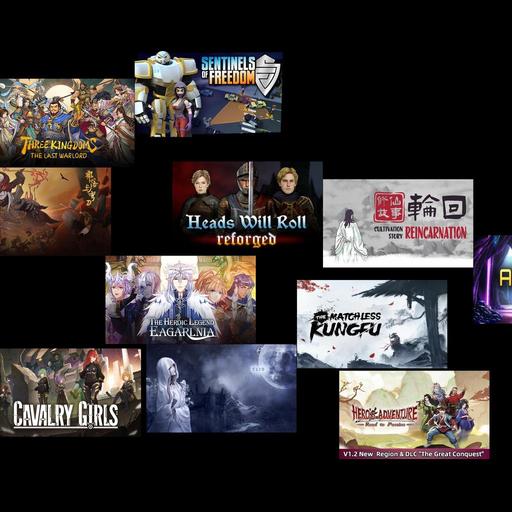 SENTINELS
OF FREEDOM
THREE KINGDOMS
THE LAST WARLORD
Heads Will Roll
reforged
修仙
故事
輪回
CULTIVATION
STORY
REINCARNATION
A
THE HEROIC LEGEND
EAGARLNIA
THE MATCHLESS
KUNGFU
CAVALRY GIRLS
HERO'S ADVENTURE
Road to Passion
V1.2 New Region & DLC "The Great Conquest"